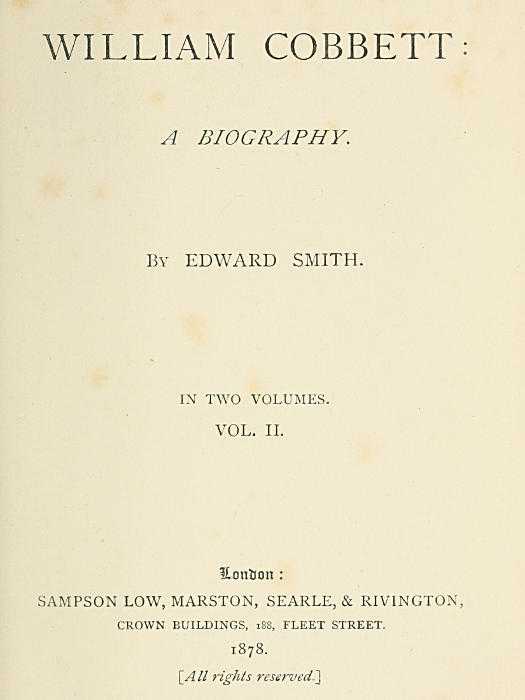 WILLIAM COBBETT:
A BIOGRAPHY.
By EDWARD SMITH.
IN TWO VOLUMES.
VOL. II.
London:
SAMPSON LOW, MARSTON, SEARLE, & RIVINGTON,
CROWN BUILDINGS, 188, FLEET STREET.
1878.
[All rights reserved.]